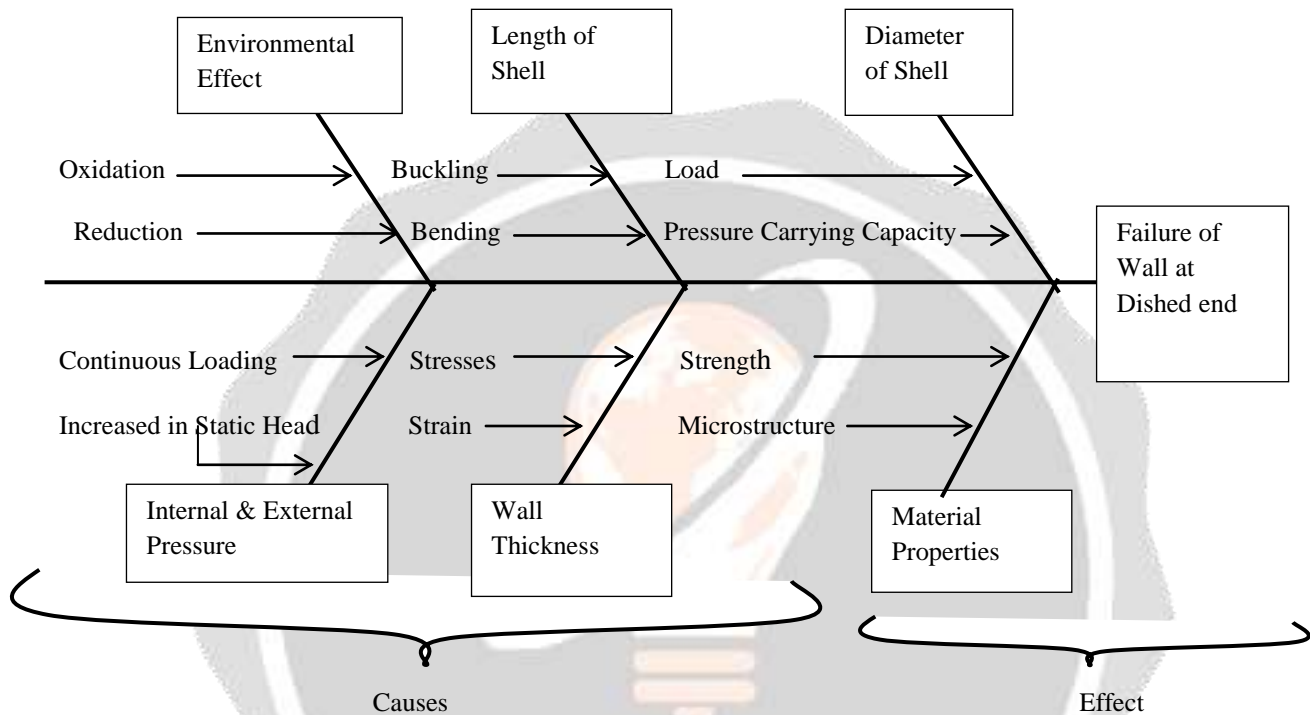 Environmental
Effect
Length of
Shell
Diameter
of Shell
Oxidation
Buckling
Load
Reduction
Bending
Pressure Carrying Capacity
Failure of
Wall at
Dished end
Continuous Loading
Stresses
Strength
Increased in Static Head
Strain
Microstructure
Internal & External
Pressure
Wall
Thickness
Material
Properties
Causes
Effect